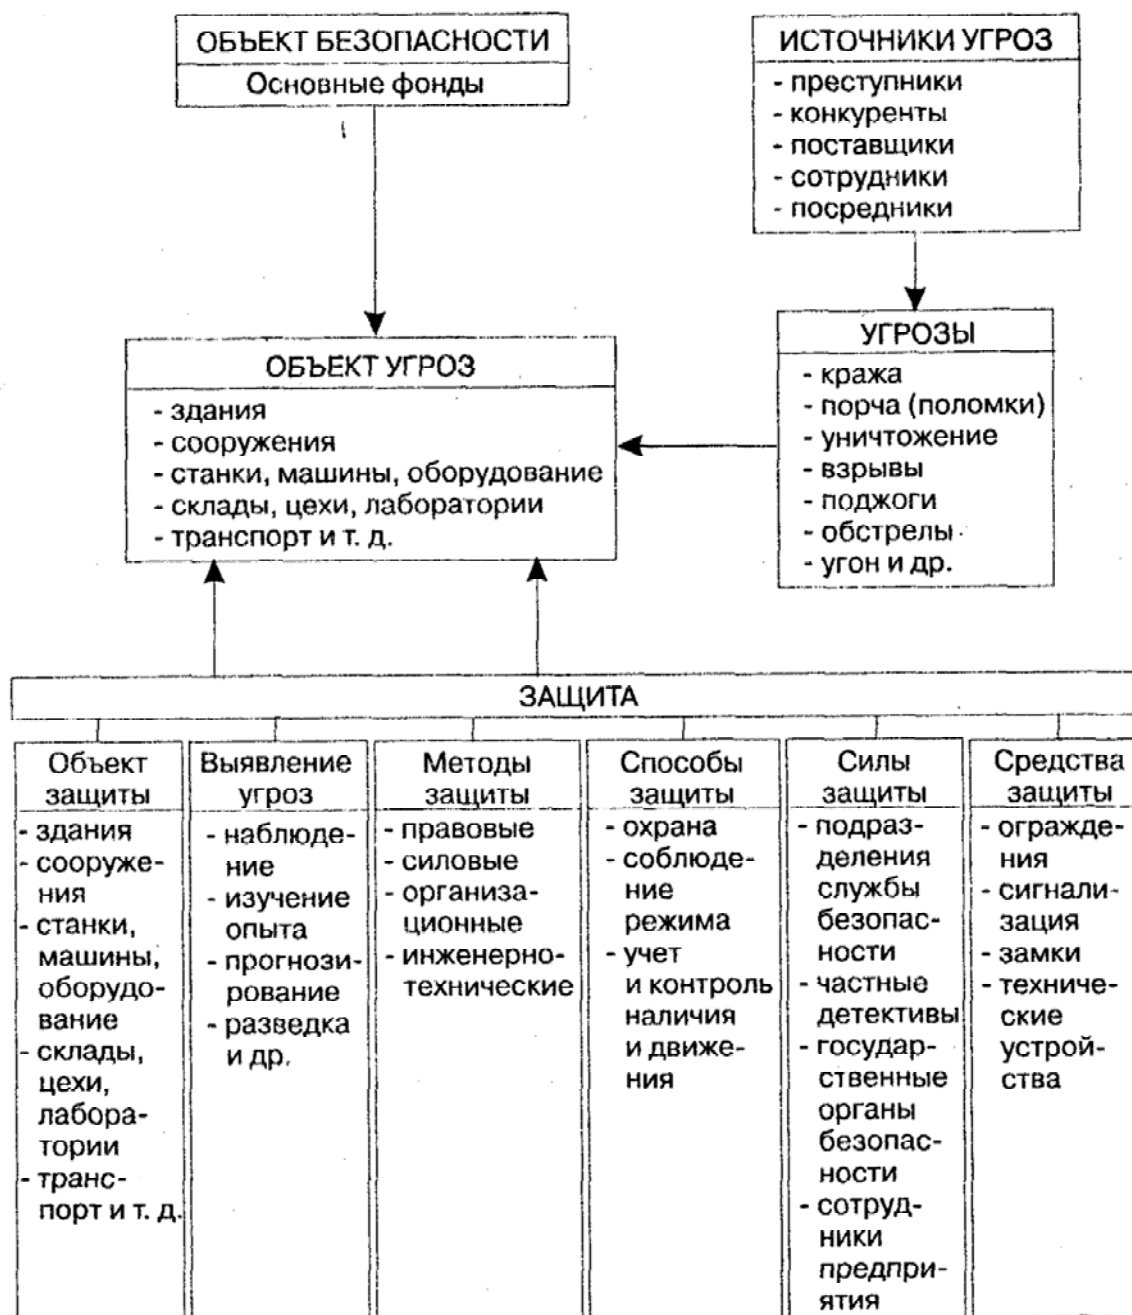 ОБЪЕКТ БЕЗОПАСНОСТИ
Основные фонды
ИСТОЧНИКИ УГРОЗ
- преступники
- конкуренты
- поставщики
- сотрудники
- посредники
ОБЪЕКТ УГРОЗ
- здания
- сооружения
- станки, машины, оборудование
- склады, цехи, лаборатории
- транспорт и т. д.
УГРОЗЫ
- кража
- порча (поломки)
- уничтожение
- взрывы
- поджоги
- обстрелы
- угон и др.
ЗАЩИТА
Объект
защиты
- здания
- сооруже-
ния
- станки,
машины,
оборудо-
вание
- склады,
цехи,
лабора-
тории
- транс-
порт и т. д.
Выявление
угроз
- наблюде-
ние
- изучение
опыта
- прогнози-
рование
- разведка
и др.
Методы
защиты
- правовые
- силовые
- организа-
ционные
- инженерно-
технические
Способы
защиты
- охрана
- соблюде-
ние
режима
- учет
и контроль
наличия
и движе-
ния
Силы
защиты
- подраз-
деления
службы
безопас-
ности
- частные
детективы
- государ-
ственные
органы
безопас-
ности
- сотруд-
ники
предпри-
ятия
Средства
защиты
- огражде-
ния
- сигнали-
зация
- замки
- техниче-
ские
устрой-
ства